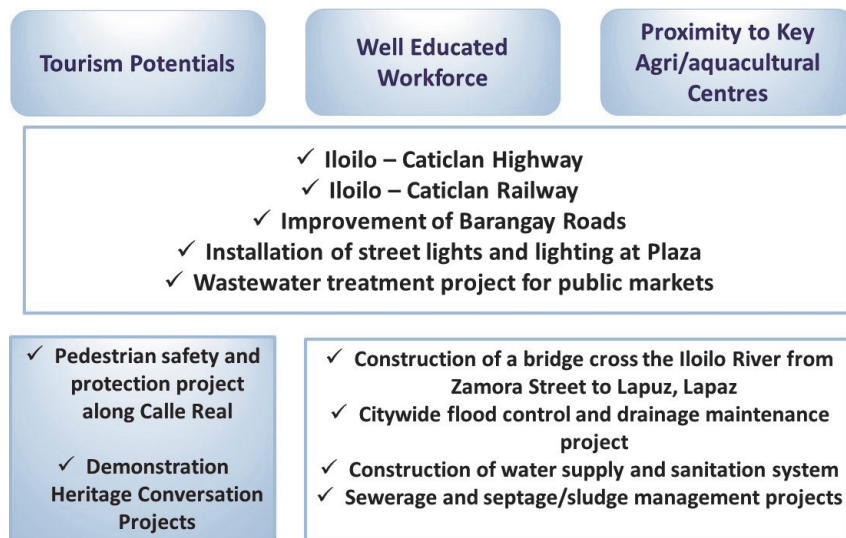 Tourism Potentials
Well Educated
Workforce
Proximity to Key
Agri/aquacultural
Centres
✓ Iloilo – Caticlan Highway
✓ Iloilo – Caticlan Railway
✓ Improvement of Barangay Roads
✓ Installation of street lights and lighting at Plaza
✓ Wastewater treatment project for public markets
✓ Pedestrian safety and
protection project
along Calle Real
✓ Demonstration
Heritage Conversation
Projects
✓ Construction of a bridge cross the Iloilo River from
Zamora Street to Lapuz, Lapaz
✓ Citywide flood control and drainage maintenance
project
✓ Construction of water supply and sanitation system
✓ Sewerage and septage/sludge management projects